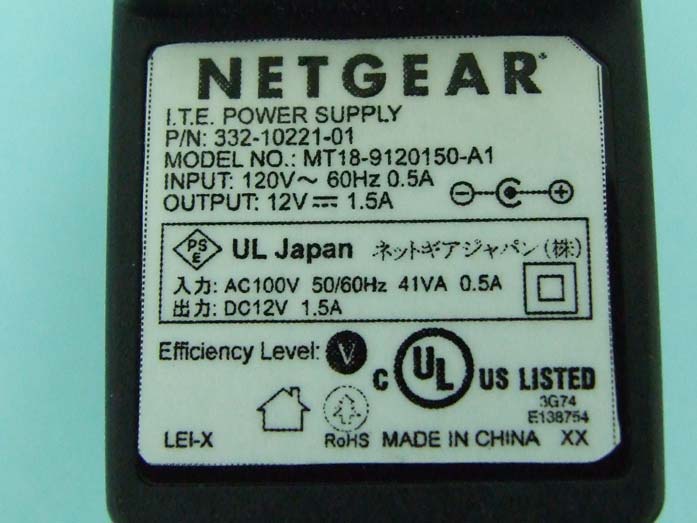 NETGEAR
I.T.E. POWER SUPPLY
P/N: 332-10221-01
MODEL NO.: MT18-9120150-A1
INPUT: 120V～ 60Hz 0.5A
OUTPUT: 12V⎓ 1.5A
PS
E
UL Japan ネットギアジャパン(株)
入力: AC100V 50/60Hz 41VA 0.5A
出力: DC12V 1.5A
Efficiency Level: V
C UL US LISTED
3G74
E138754
LEI-X RoHS MADE IN CHINA XX